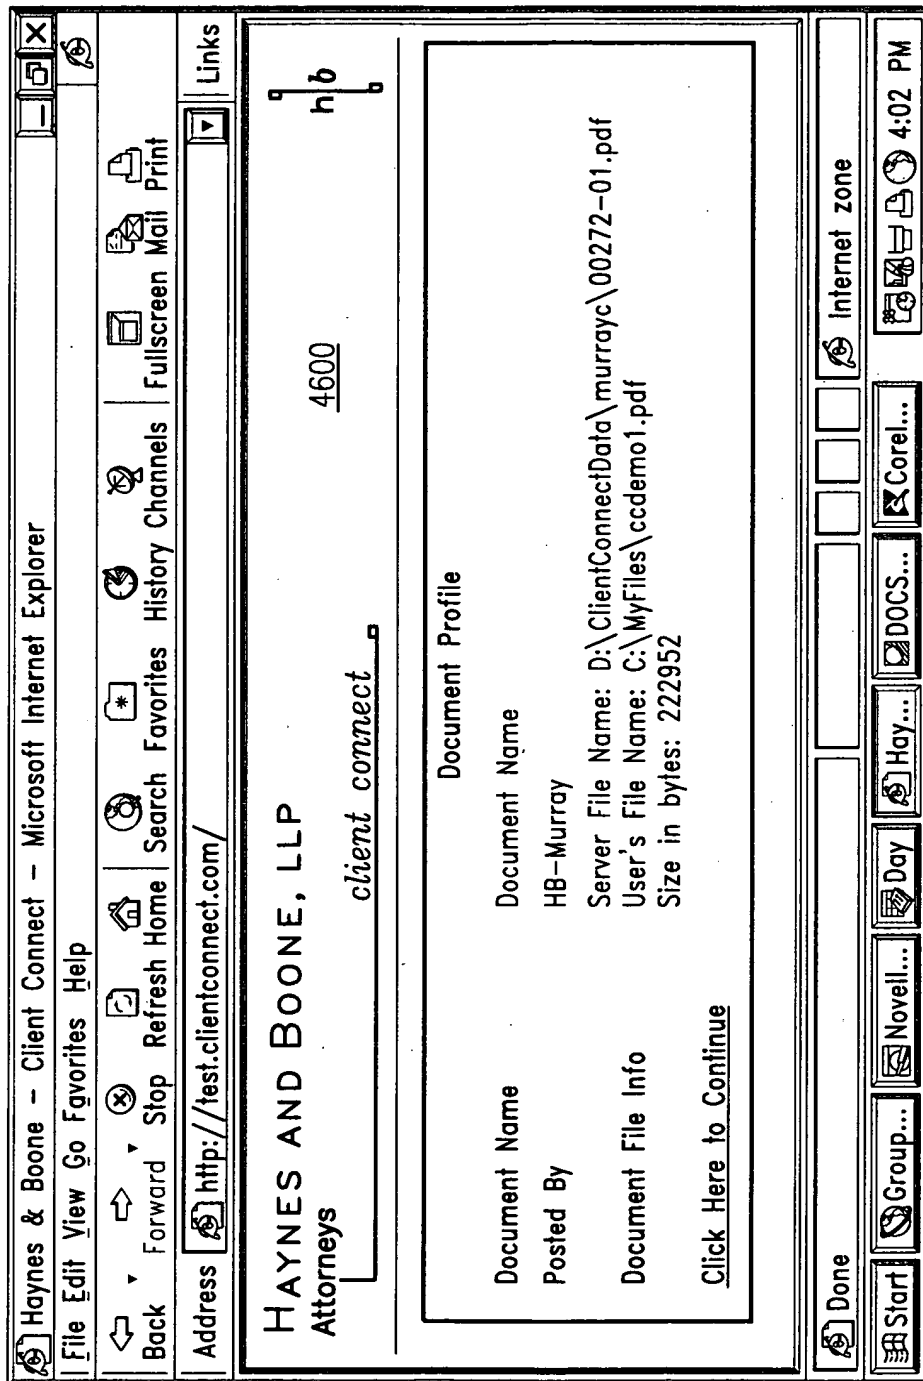 Haynes & Boone – Client Connect – Microsoft Internet Explorer
File Edit View Go Favorites Help
Back Forward Stop Refresh Home Search Favorites History Channels Fullscreen Mail Print
Address http://test.clientconnect.com/ Links
HAYNES AND BOONE, LLP
Attorneys
client connect
4600
h b
Document Profile
Document Name Document Name
Posted By HB-Murray
Document File Info Server File Name: D:\ClientConnectData\murrayc\00272-01.pdf
User's File Name: C:\MyFiles\ccdemo1.pdf
Size in bytes: 222952
Click Here to Continue
Done Internet zone
Start Group... Novell... Day Hay... DOCS... Corel... 4:02 PM